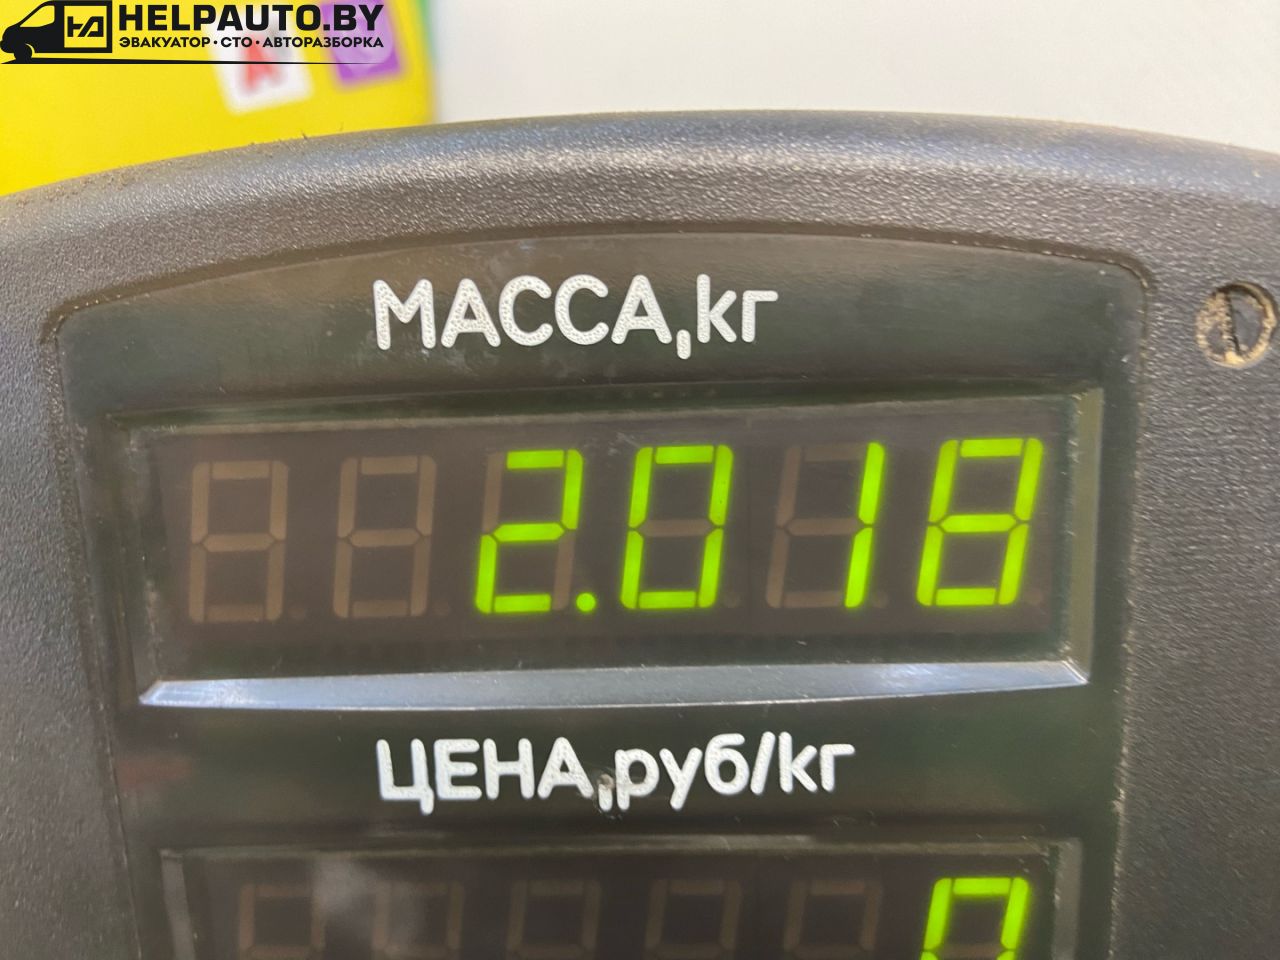 HELPAUTO.BY
ЭВАКУАТОР · СТО · АВТОРАЗБОРКА
МАССА,кг
2.018
ЦЕНА,руб/кг
0